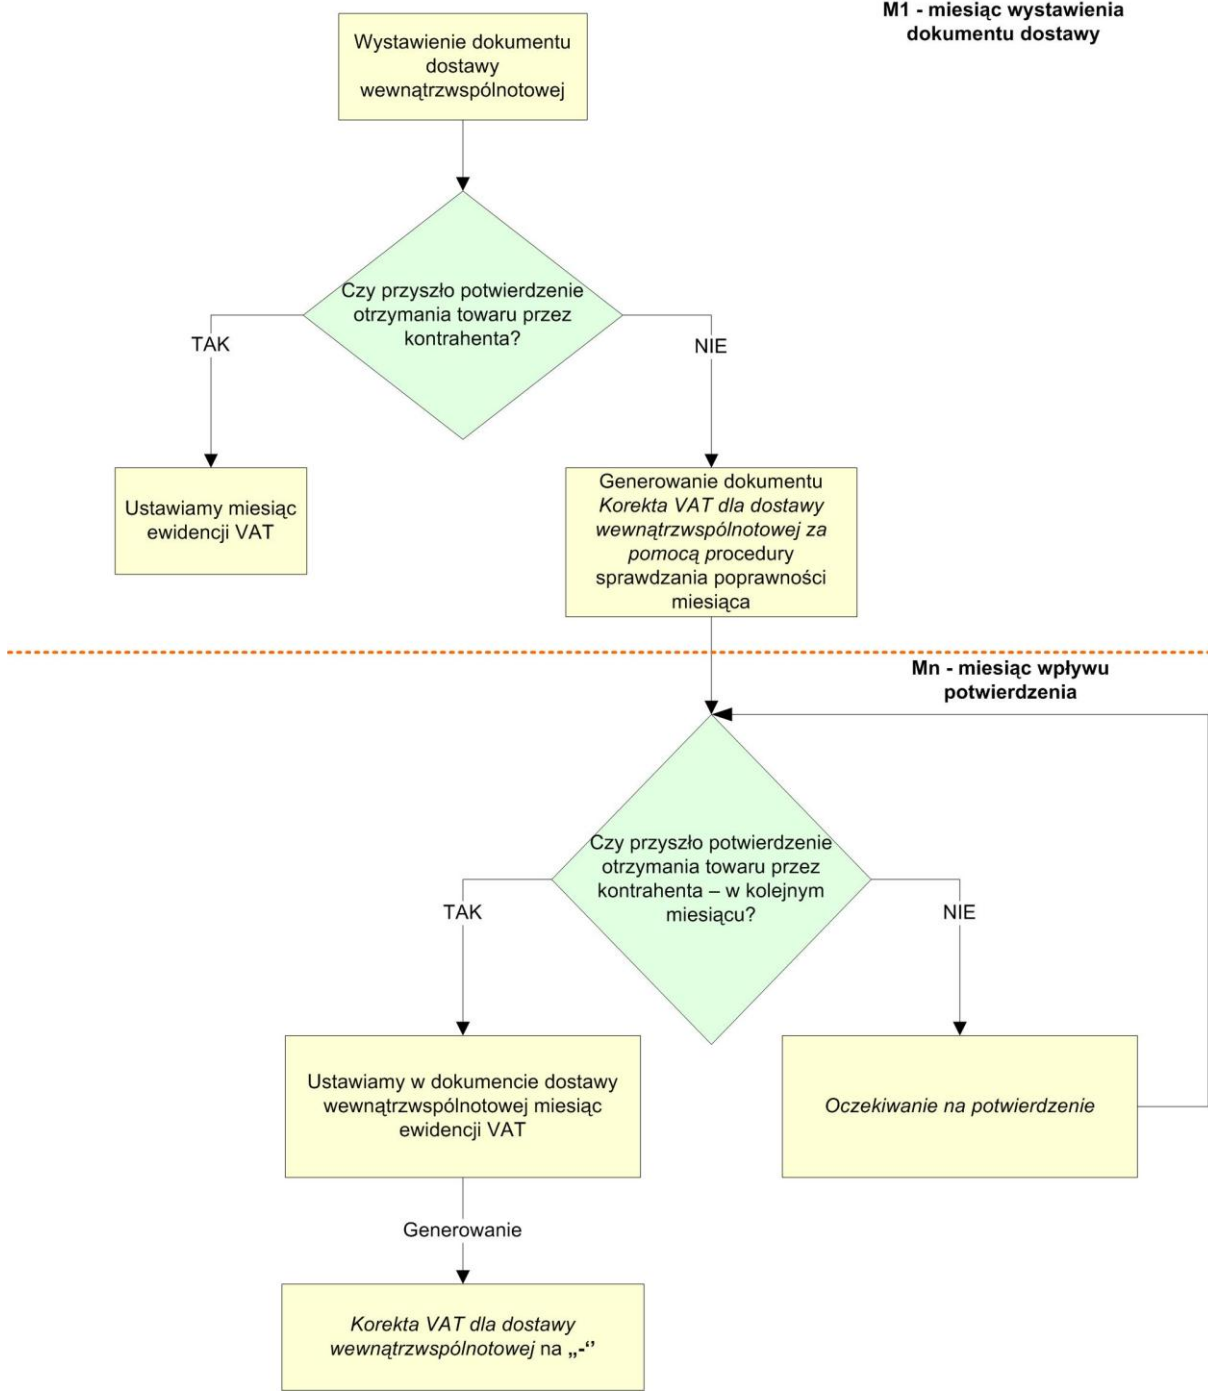 M1 - miesiąc wystawienia
dokumentu dostawy
Wystawienie dokumentu
dostawy
wewnątrzwspólnotowej
Czy przyszło potwierdzenie
otrzymania towaru przez
kontrahenta?
TAK
NIE
Ustawiamy miesiąc
ewidencji VAT
Generowanie dokumentu
Korekta VAT dla dostawy
wewnątrzwspólnotowej za
pomocą procedury
sprawdzania poprawności
miesiąca
Mn - miesiąc wpływu
potwierdzenia
Czy przyszło potwierdzenie
otrzymania towaru przez
kontrahenta – w kolejnym
miesiącu?
TAK
NIE
Ustawiamy w dokumencie dostawy
wewnątrzwspólnotowej miesiąc
ewidencji VAT
Oczekiwanie na potwierdzenie
Generowanie
Korekta VAT dla dostawy
wewnątrzwspólnotowej na „-“